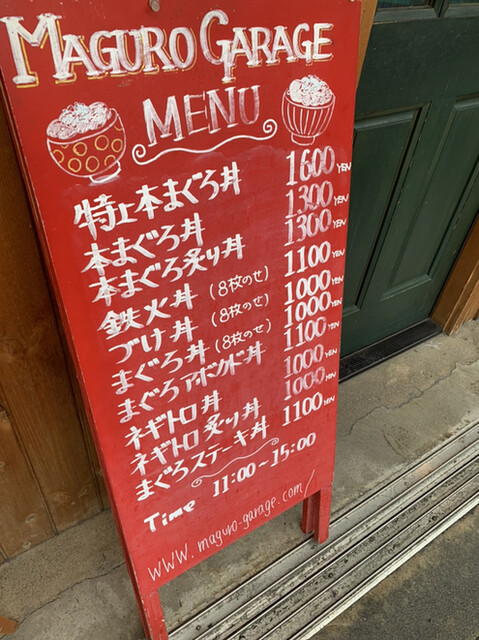 MAGURO GARAGE
MENU
特上本まぐろ丼 1600 YEN
本まぐろ丼 1300 YEN
本まぐろ炙り丼 1300 YEN
鉄火丼 (8枚のせ) 1100 YEN
づけ丼 (8枚のせ) 1000 YEN
まぐろ丼 (8枚のせ) 1000 YEN
まぐろアボカド丼 1100 YEN
ネギトロ丼 1000 YEN
ネギトロ炙り丼 1000 YEN
まぐろステーキ丼 1100 YEN
Time 11:00~15:00
WWW.maguro-garage.com/